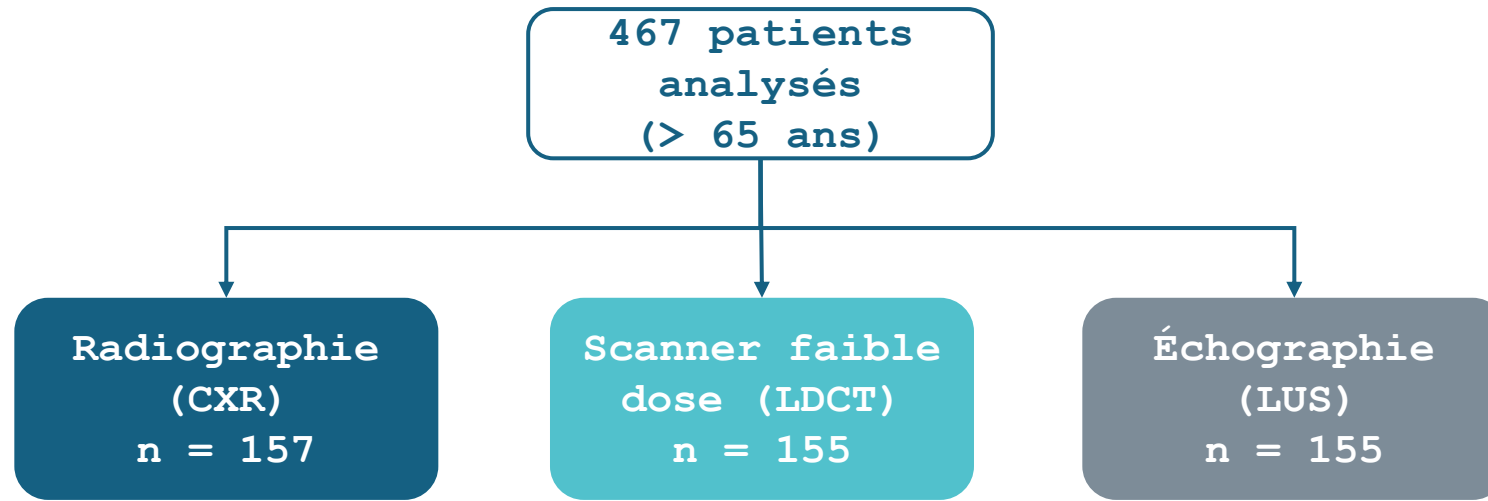 467 patients
analysés
(> 65 ans)
Radiographie
(CXR)
n = 157
Scanner faible
dose (LDCT)
n = 155
Échographie
(LUS)
n = 155